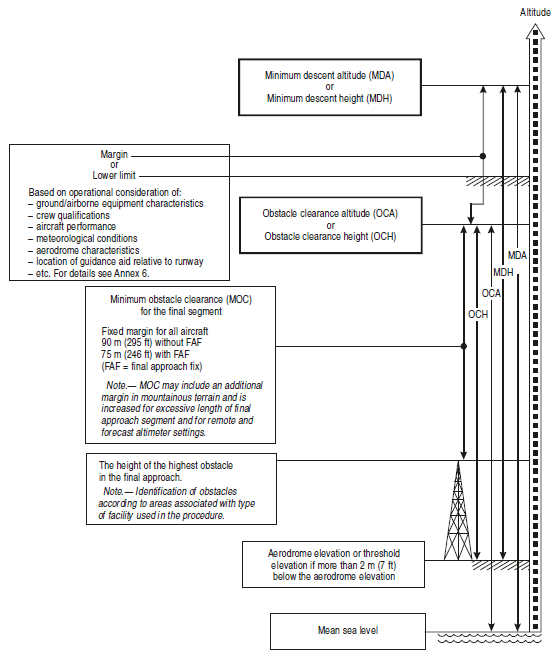 Altitude
Minimum descent altitude (MDA)
or
Minimum descent height (MDH)
Margin
or
Lower limit
Based on operational consideration of:
– ground/airborne equipment characteristics
– crew qualifications
– aircraft performance
– meteorological conditions
– aerodrome characteristics
– location of guidance aid relative to runway
– etc. For details see Annex 6.
Obstacle clearance altitude (OCA)
or
Obstacle clearance height (OCH)
MDA
MDH
OCA
OCH
Minimum obstacle clearance (MOC)
for the final segment
Fixed margin for all aircraft
90 m (295 ft) without FAF
75 m (246 ft) with FAF
(FAF = final approach fix)
Note.— MOC may include an additional
margin in mountainous terrain and is
increased for excessive length of final
approach segment and for remote and
forecast altimeter settings.
The height of the highest obstacle
in the final approach.
Note.— Identification of obstacles
according to areas associated with type
of facility used in the procedure.
Aerodrome elevation or threshold
elevation if more than 2 m (7 ft)
below the aerodrome elevation
Mean sea level